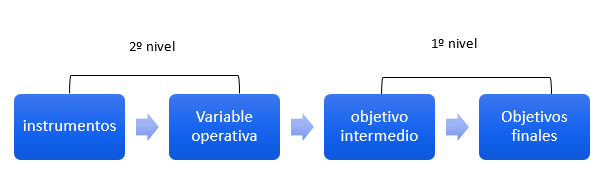 2º nivel
1º nivel
instrumentos
Variable
operativa
objetivo
intermedio
Objetivos
finales